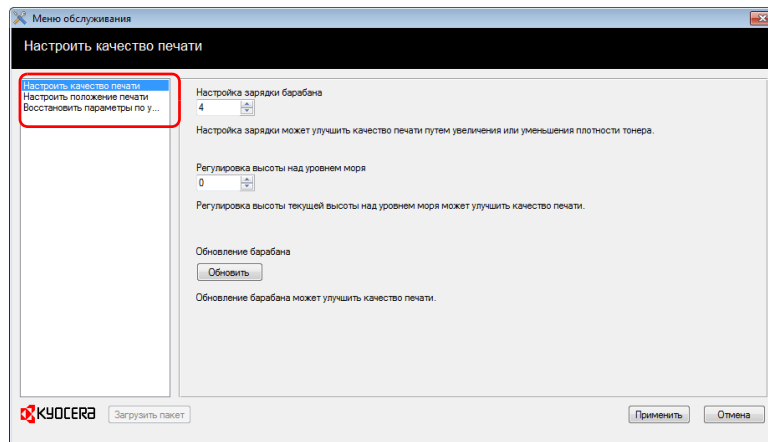 Меню обслуживания
Настроить качество печати
Настроить качество печати
Настроить положение печати
Восстановить параметры по у...
Настройка зарядки барабана
4
Настройка зарядки может улучшить качество печати путем увеличения или уменьшения плотности тонера.
Регулировка высоты над уровнем моря
0
Регулировка высоты текущей высоты над уровнем моря может улучшить качество печати.
Обновление барабана
Обновить
Обновление барабана может улучшить качество печати.
KYOCERA
Загрузить пакет
Применить
Отмена